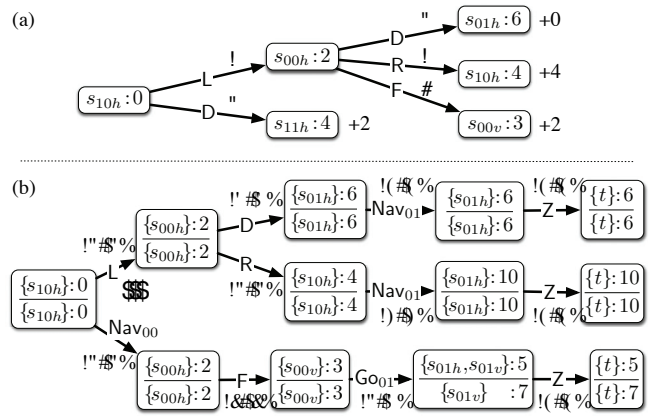 (a)
s01h : 6 +0
D "
s00h : 2
L !
R !
s10h : 4 +4
s10h : 0
F #
D "
s11h : 4 +2
s00v : 3 +2
(b)
{s01h}: 6
{s01h}: 6
Nav01
{s01h}: 6
{s01h}: 6
Z
{t}: 6
{t}: 6
D
{s00h}: 2
{s00h}: 2
L
R
{s10h}: 4
{s10h}: 4
Nav01
{s01h}: 10
{s01h}: 10
Z
{t}: 10
{t}: 10
{s10h}: 0
{s10h}: 0
Nav00
{s00h}: 2
{s00h}: 2
F
{s00v}: 3
{s00v}: 3
Go01
{s01h, s01v}: 5
{s01v} : 7
Z
{t}: 5
{t}: 7